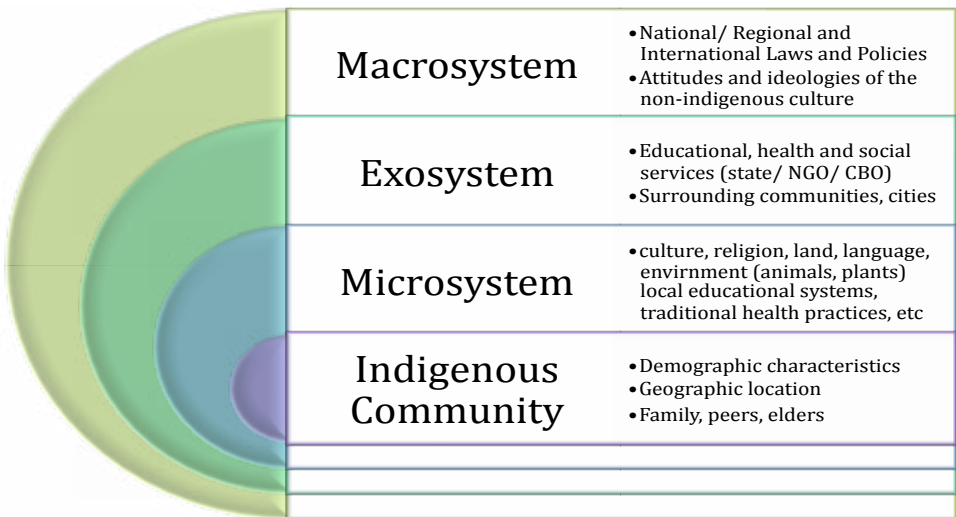 Macrosystem
•National/ Regional and
International Laws and Policies
•Attitudes and ideologies of the
non-indigenous culture
Exosystem
•Educational, health and social
services (state/ NGO/ CBO)
•Surrounding communities, cities
Microsystem
•culture, religion, land, language,
envirnment (animals, plants)
local educational systems,
traditional health practices, etc
Indigenous
Community
•Demographic characteristics
•Geographic location
•Family, peers, elders